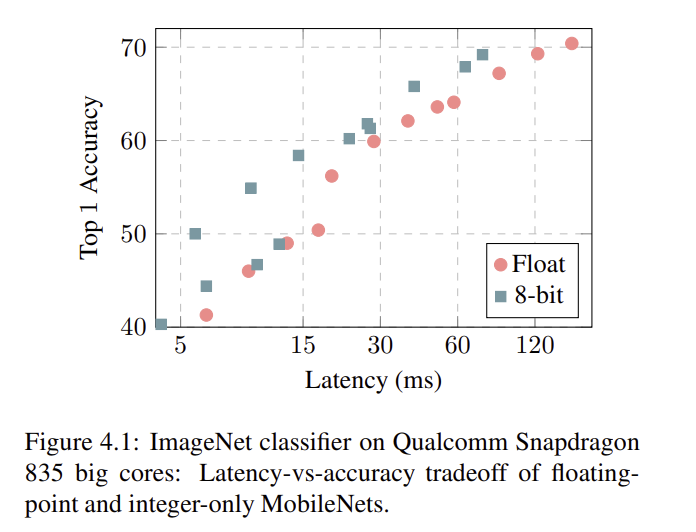 70
60
50
40
Top 1 Accuracy
Float
8-bit
5 15 30 60 120
Latency (ms)
Figure 4.1: ImageNet classifier on Qualcomm Snapdragon
835 big cores: Latency-vs-accuracy tradeoff of floating-
point and integer-only MobileNets.